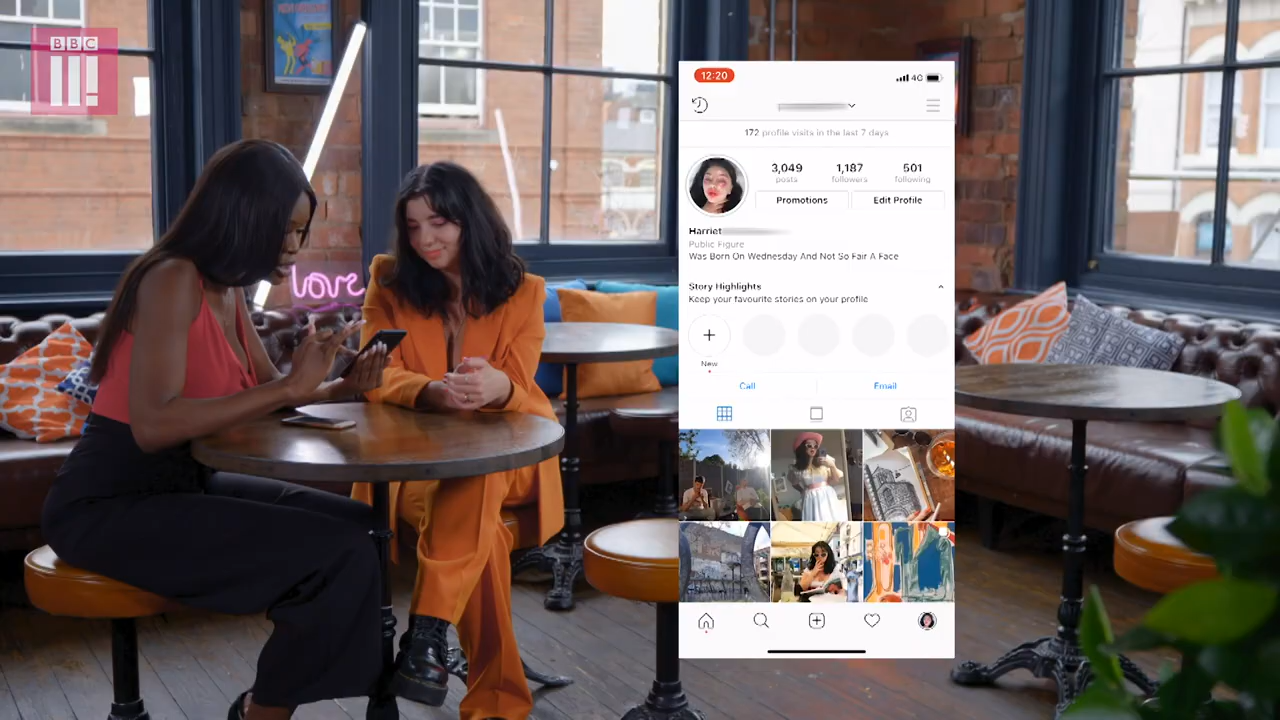 BBC
love
12:20
4G
172 profile visits in the last 7 days
3,049 1,187 501
posts followers following
Promotions Edit Profile
Harriet
Public Figure
Was Born On Wednesday And Not So Fair A Face
Story Highlights
Keep your favourite stories on your profile
New
Call Email